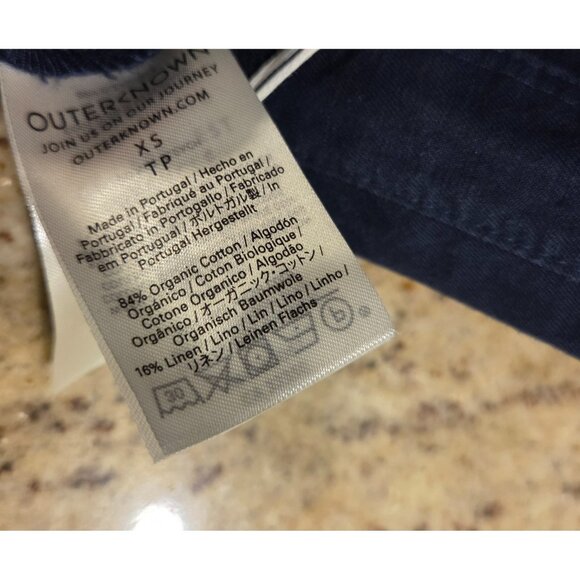 OUTERKNOWN
JOIN US ON OUR JOURNEY
OUTERKNOWN.COM
XS
TP
Made in Portugal / Hecho en
Portugal / Fabriqué au Portugal /
Fabbricato in Portogallo / Fabricado
em Portugual / ポルトガル製 / In
Portugal Hergestellt
84% Organic Cotton / Algodón
Orgánico / Coton Biologique /
Cotone Organico / Algodão
Orgânico / オーガニック・コットン /
Organisch Baumwole
16% Linen / Lino / Lin / Lino / Linho /
リネン / Leinen Flachs
30